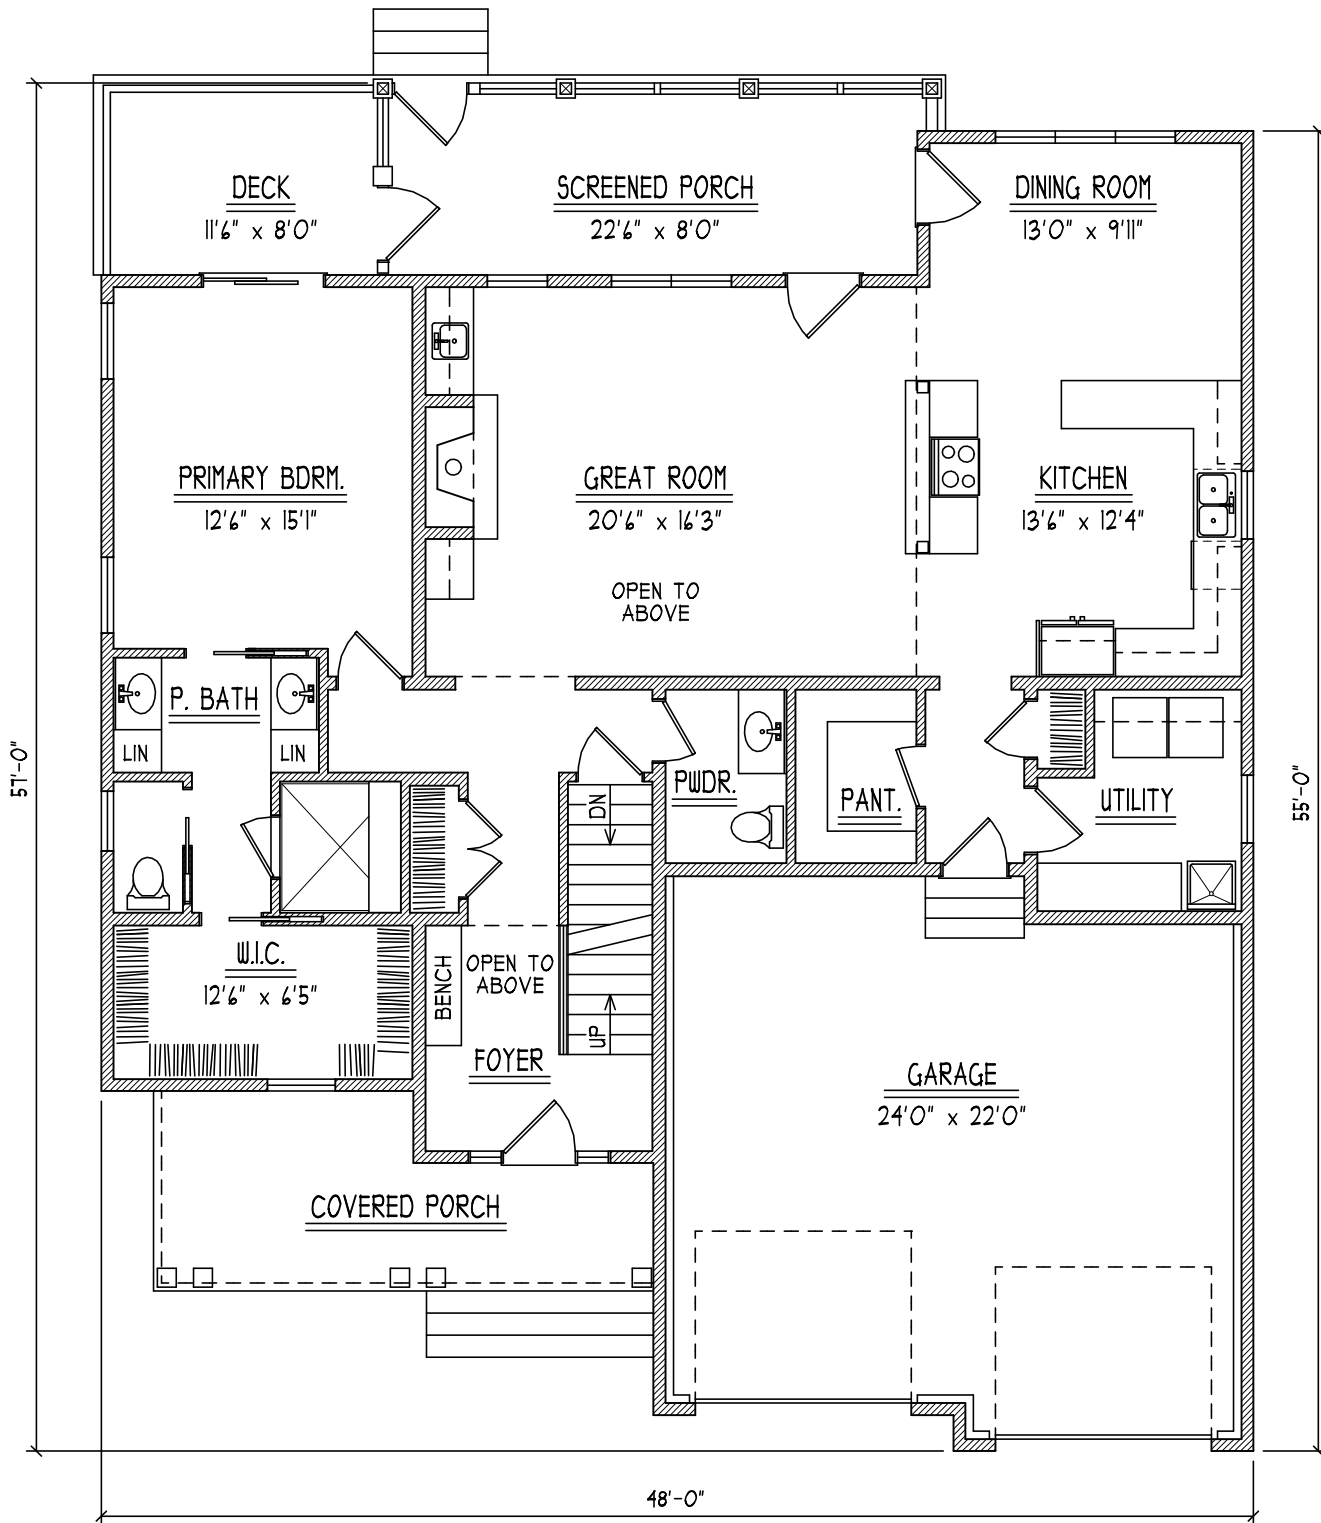 DECK
11'6" x 8'0"
SCREENED PORCH
22'6" x 8'0"
DINING ROOM
13'0" x 9'11"
PRIMARY BDRM.
12'6" x 15'1"
GREAT ROOM
20'6" x 16'3"
KITCHEN
13'6" x 12'4"
OPEN TO
ABOVE
P. BATH
LIN
LIN
57'-0"
55'-0"
PWDR.
PANT.
UTILITY
DN
W.I.C.
12'6" x 6'5"
BENCH
OPEN TO
ABOVE
UP
FOYER
GARAGE
24'0" x 22'0"
COVERED PORCH
48'-0"